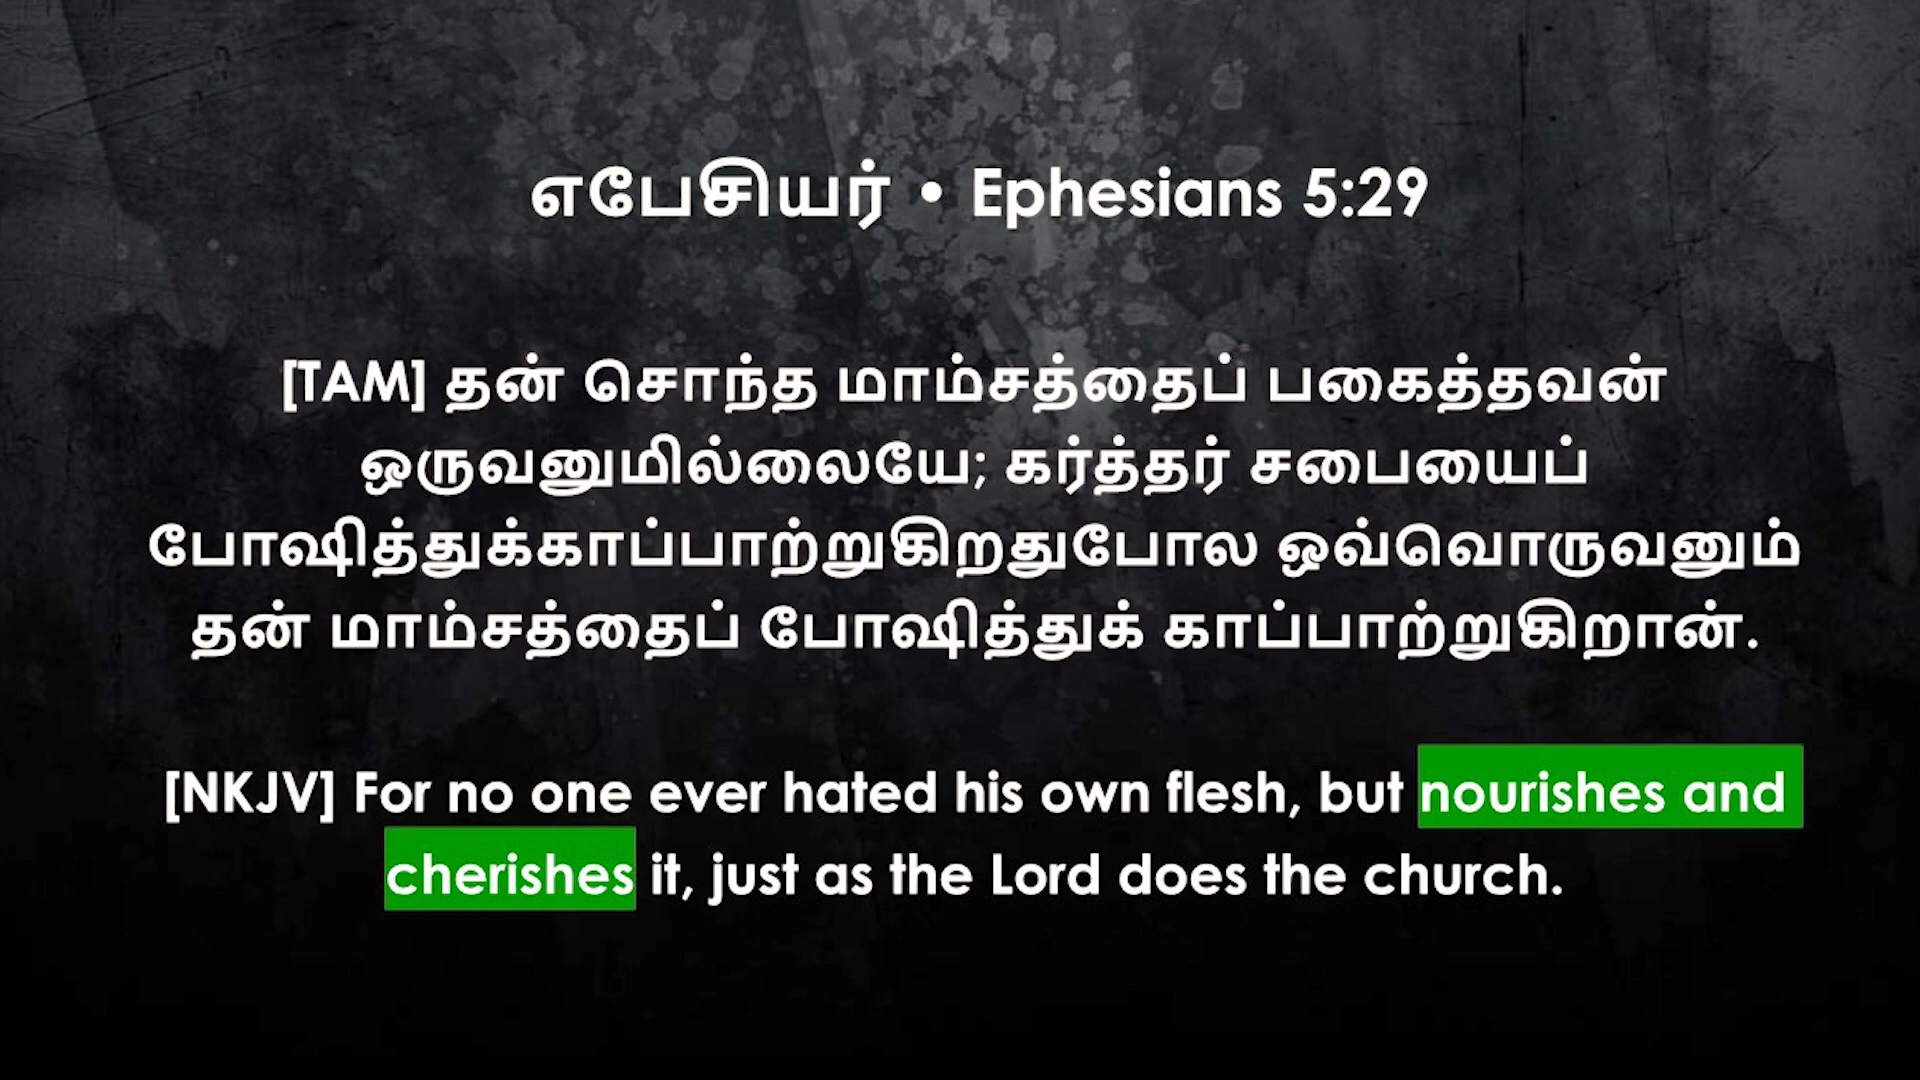 எபேசியர் • Ephesians 5:29
[TAM] தன் சொந்த மாம்சத்தைப் பகைத்தவன்
ஒருவனுமில்லையே; கர்த்தர் சபையைப்
போஷித்துக்காப்பாற்றுகிறதுபோல ஒவ்வொருவனும்
தன் மாம்சத்தைப் போஷித்துக் காப்பாற்றுகிறான்.
[NKJV] For no one ever hated his own flesh, but nourishes and
cherishes it, just as the Lord does the church.